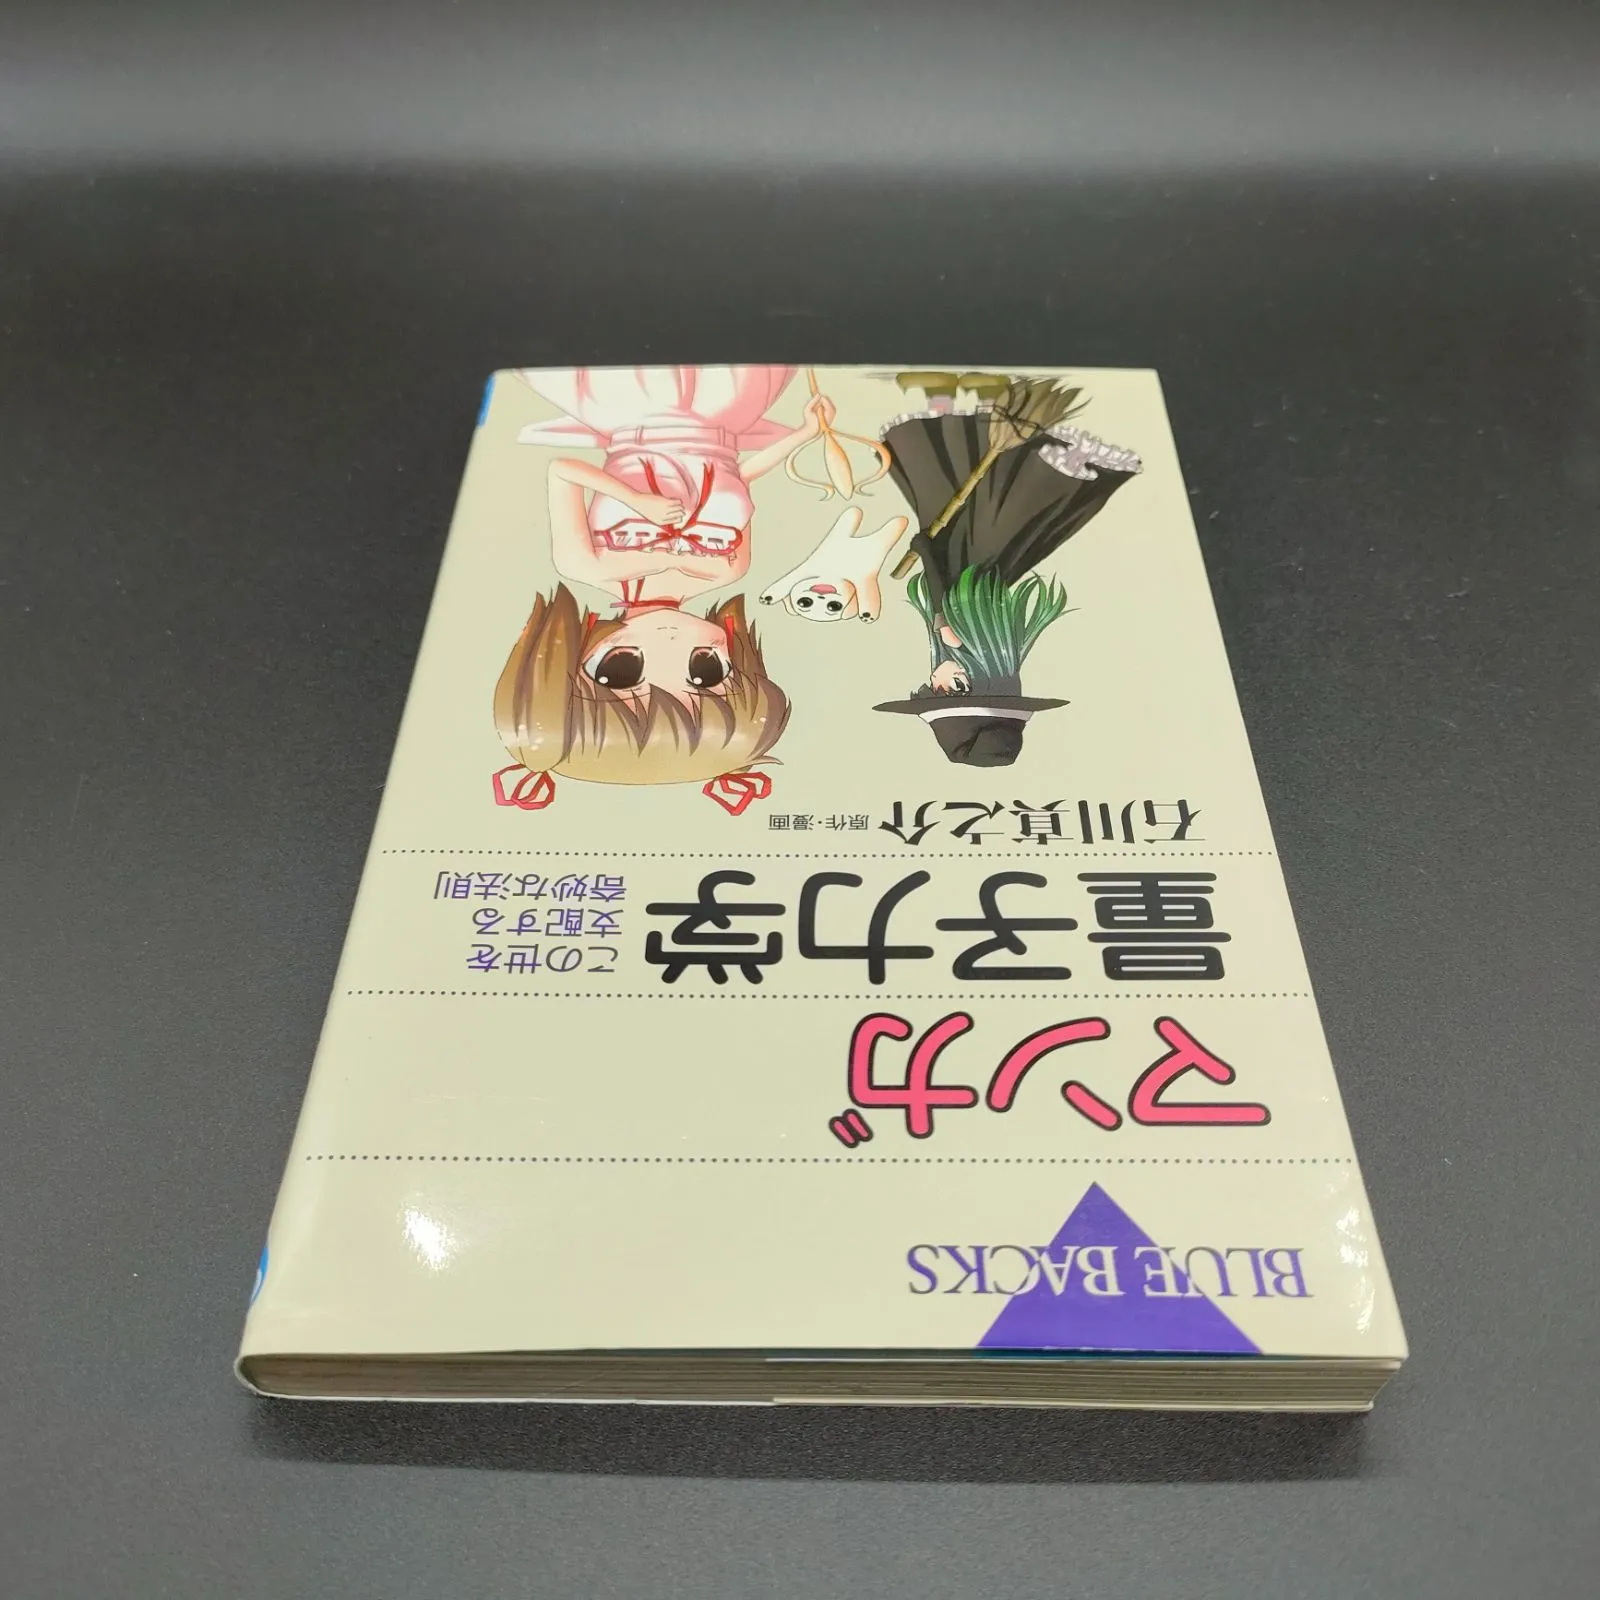 BLUE BACKS
マンガ
量子力学
この世を
支配する
奇妙な法則
石川真之介 原作・漫画